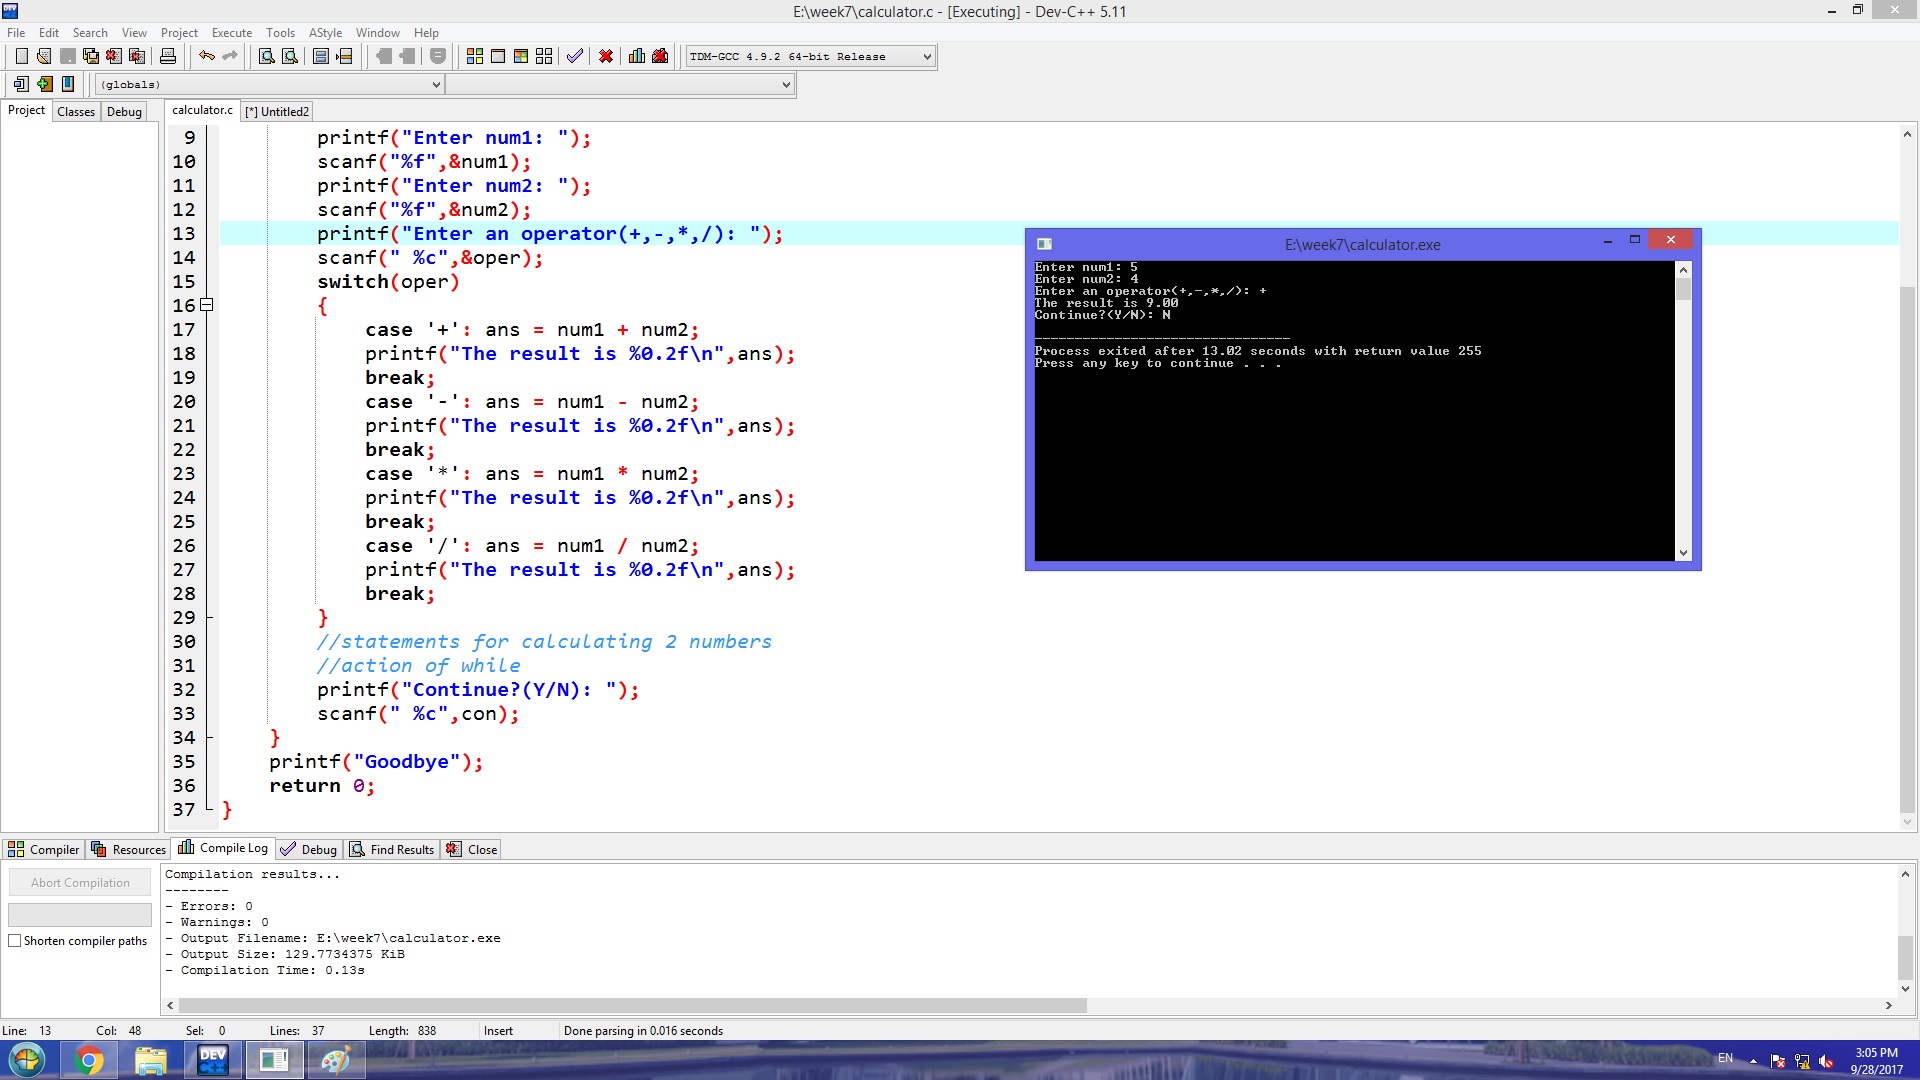 E:\week7\calculator.c - [Executing] - Dev-C++ 5.11
File Edit Search View Project Execute Tools AStyle Window Help
TDM-GCC 4.9.2 64-bit Release
(globals)
Project Classes Debug calculator.c [*] Untitled2
9 printf("Enter num1: ");
10 scanf("%f",&num1);
11 printf("Enter num2: ");
12 scanf("%f",&num2);
13 printf("Enter an operator(+,-,*,/): ");
14 scanf(" %c",&oper);
15 switch(oper)
16 {
17 case '+': ans = num1 + num2;
18 printf("The result is %0.2f\n",ans);
19 break;
20 case '-': ans = num1 - num2;
21 printf("The result is %0.2f\n",ans);
22 break;
23 case '*': ans = num1 * num2;
24 printf("The result is %0.2f\n",ans);
25 break;
26 case '/': ans = num1 / num2;
27 printf("The result is %0.2f\n",ans);
28 break;
29 }
30 //statements for calculating 2 numbers
31 //action of while
32 printf("Continue?(Y/N): ");
33 scanf(" %c",con);
34 }
35 printf("Goodbye");
36 return 0;
37 }
E:\week7\calculator.exe
Enter num1: 5
Enter num2: 4
Enter an operator(+,-,*,/): +
The result is 9.00
Continue?(Y/N): N
--------------------------------
Process exited after 13.02 seconds with return value 255
Press any key to continue . . .
Compiler Resources Compile Log Debug Find Results Close
Abort Compilation
Shorten compiler paths
Compilation results...
--------
- Errors: 0
- Warnings: 0
- Output Filename: E:\week7\calculator.exe
- Output Size: 129.7734375 KiB
- Compilation Time: 0.13s
Line: 13 Col: 48 Sel: 0 Lines: 37 Length: 838 Insert Done parsing in 0.016 seconds
DEV C++
EN
3:05 PM
9/28/2017